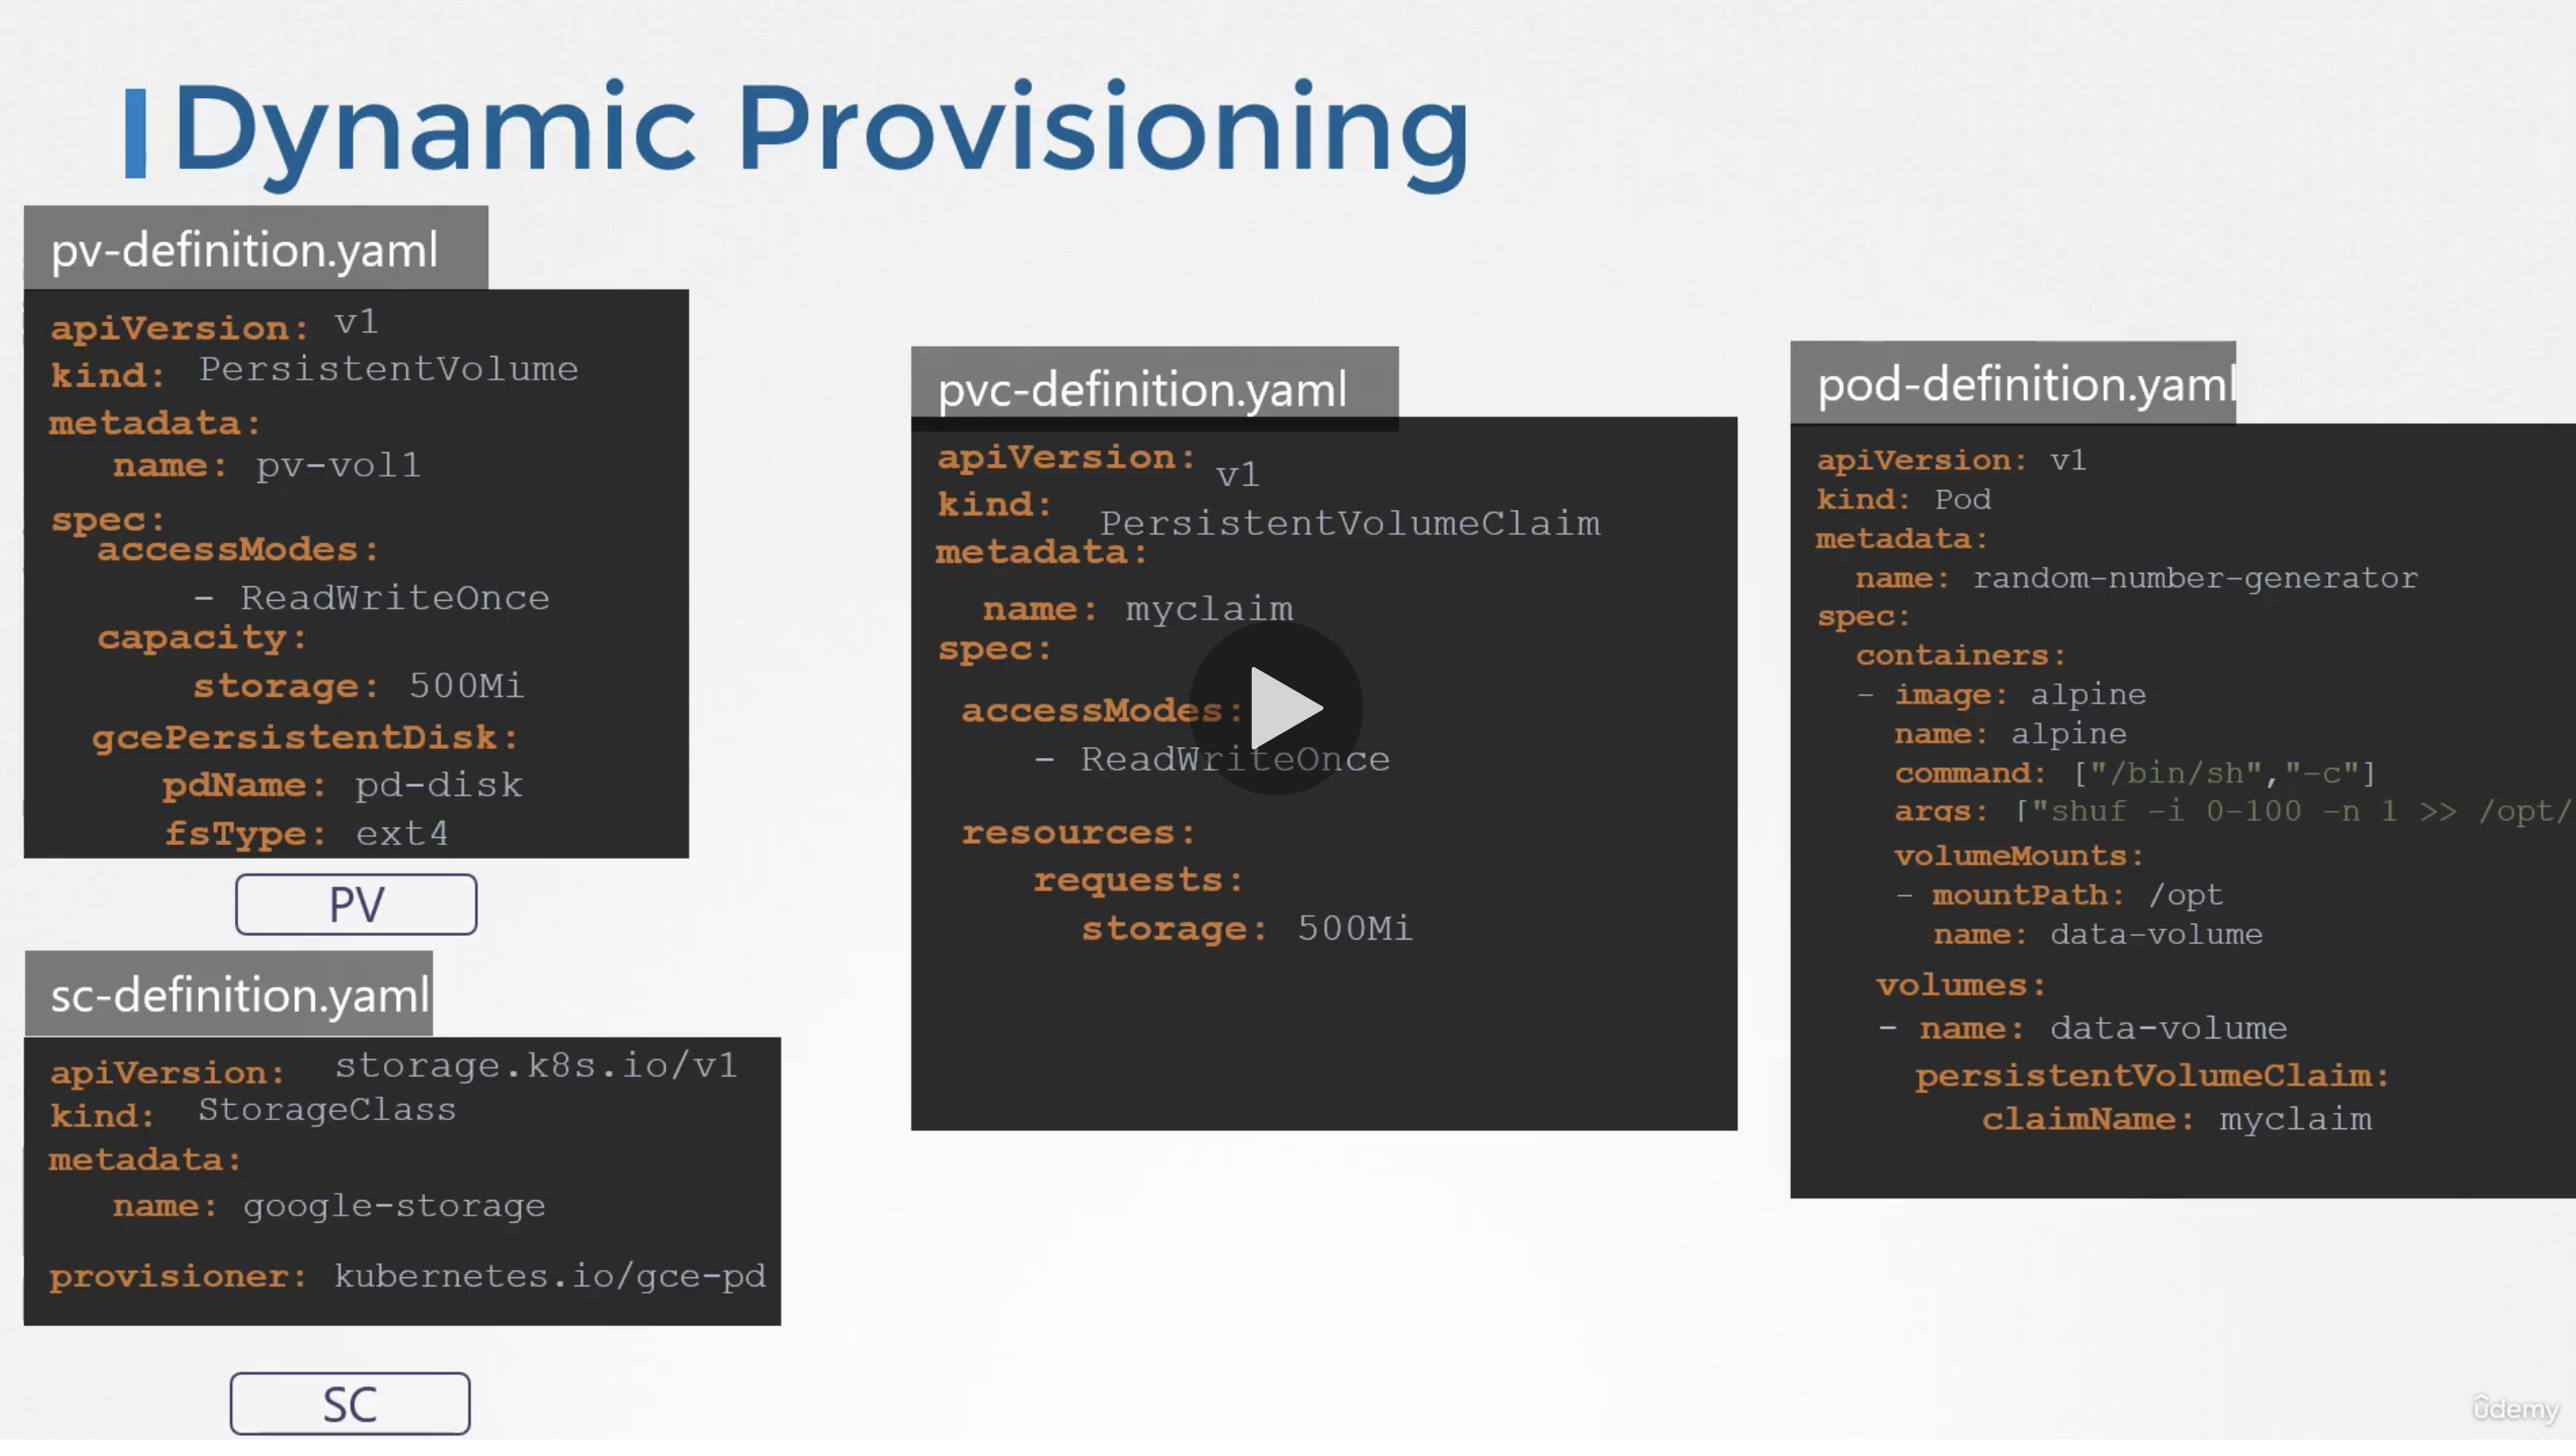 Dynamic Provisioning
pv-definition.yaml
apiVersion: v1
kind: PersistentVolume
metadata:
name: pv-vol1
spec:
accessModes:
- ReadWriteOnce
capacity:
storage: 500Mi
gcePersistentDisk:
pdName: pd-disk
fsType: ext4
PV
sc-definition.yaml
apiVersion: storage.k8s.io/v1
kind: StorageClass
metadata:
name: google-storage
provisioner: kubernetes.io/gce-pd
SC
pvc-definition.yaml
apiVersion: v1
kind: PersistentVolumeClaim
metadata:
name: myclaim
spec:
accessModes:
- ReadWriteOnce
resources:
requests:
storage: 500Mi
pod-definition.yaml
apiVersion: v1
kind: Pod
metadata:
name: random-number-generator
spec:
containers:
- image: alpine
name: alpine
command: ["/bin/sh","-c"]
args: ["shuf -i 0-100 -n 1 >> /opt/
volumeMounts:
- mountPath: /opt
name: data-volume
volumes:
- name: data-volume
persistentVolumeClaim:
claimName: myclaim
ûdemy